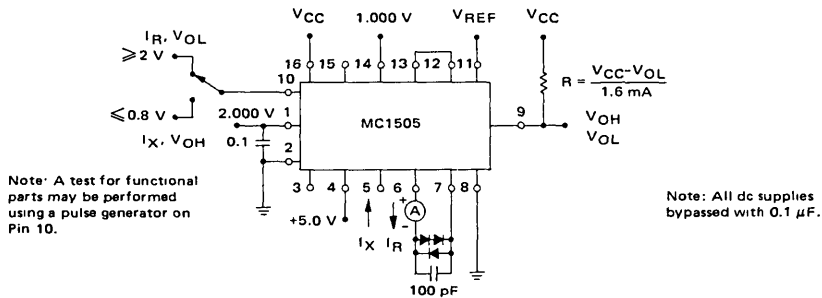 VCC 1.000 V VREF VCC
IR, VOL
≥2 V
16 15 14 13 12 11
10
R = VCC–VOL
1.6 mA
≤0.8 V
2.000 V 1
MC1505
9
VOH
VOL
IX, VOH
0.1
2
3 4 5 6 7 8
Note: A test for functional
parts may be performed
using a pulse generator on
Pin 10.
Note: All dc supplies
bypassed with 0.1 μF.
+5.0 V
+
A
-
IX IR
100 pF